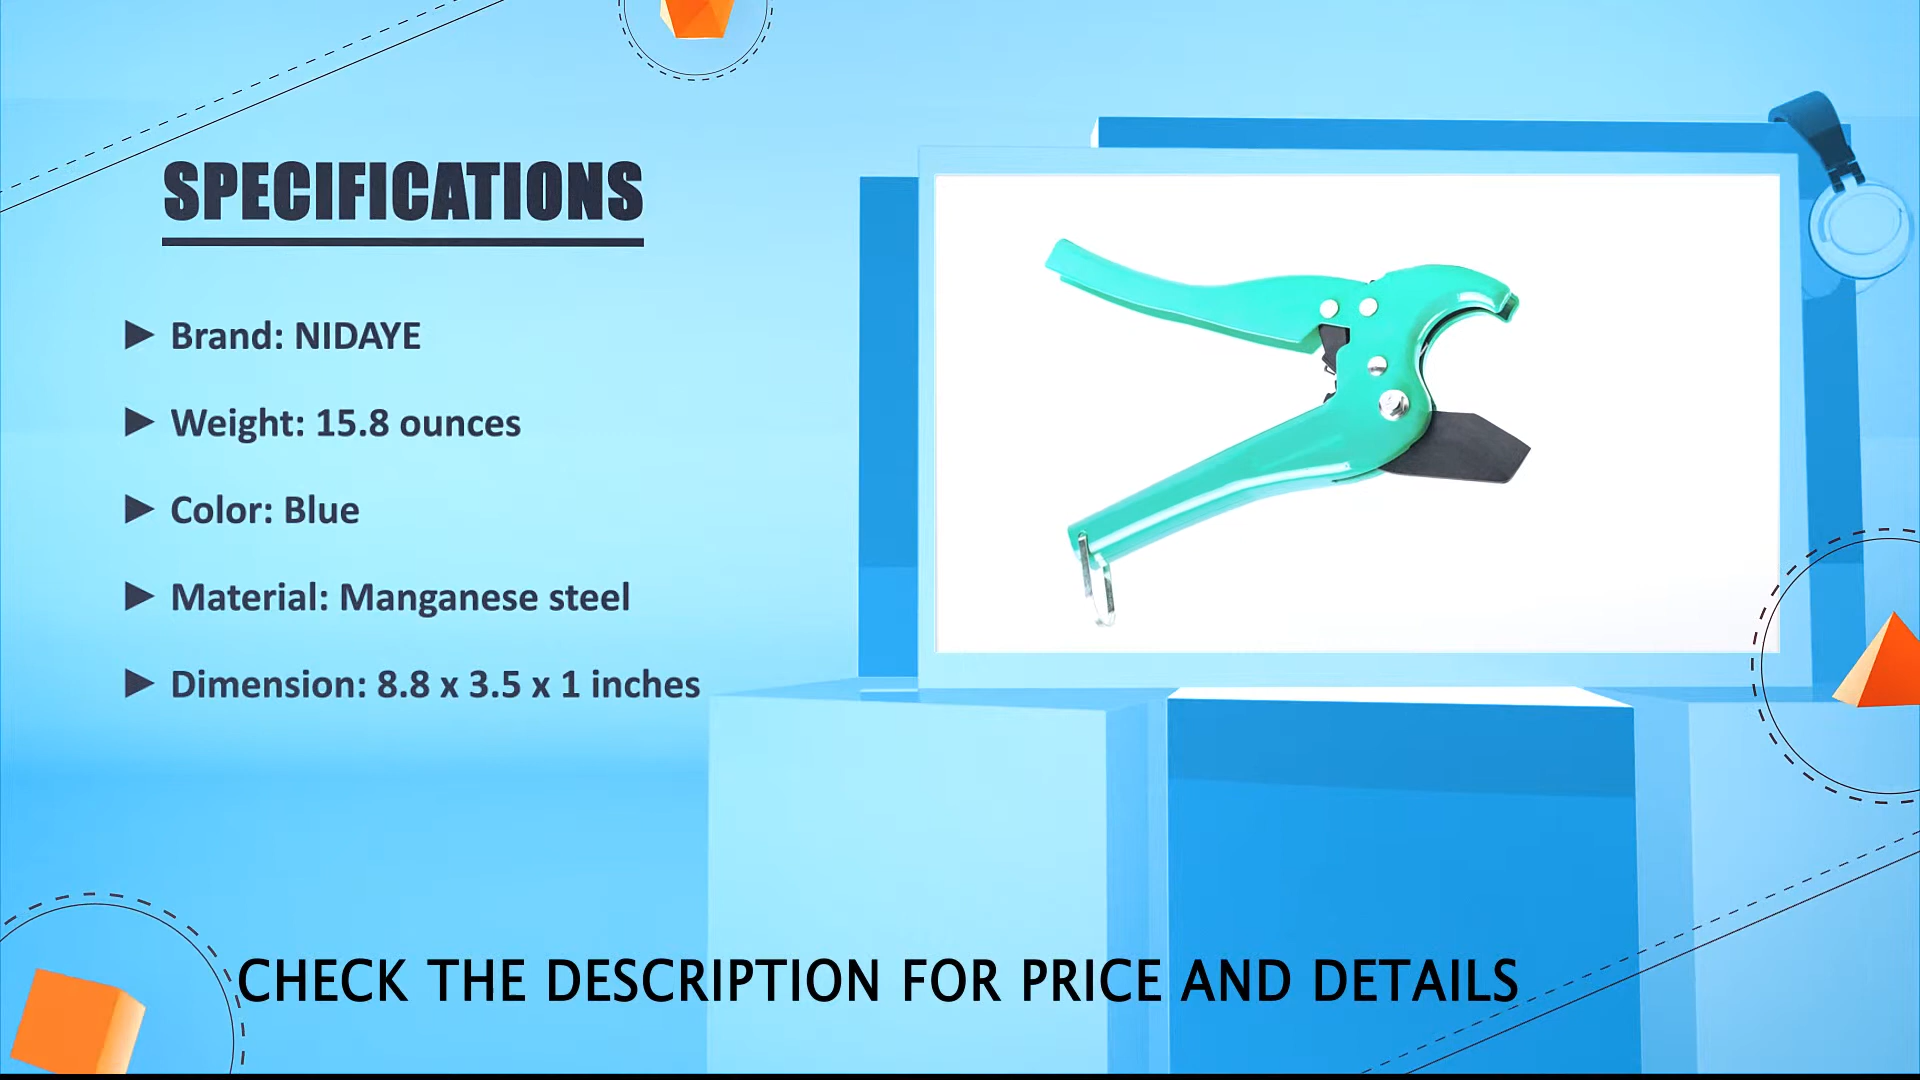 SPECIFICATIONS
Brand: NIDAYE
Weight: 15.8 ounces
Color: Blue
Material: Manganese steel
Dimension: 8.8 x 3.5 x 1 inches
CHECK THE DESCRIPTION FOR PRICE AND DETAILS